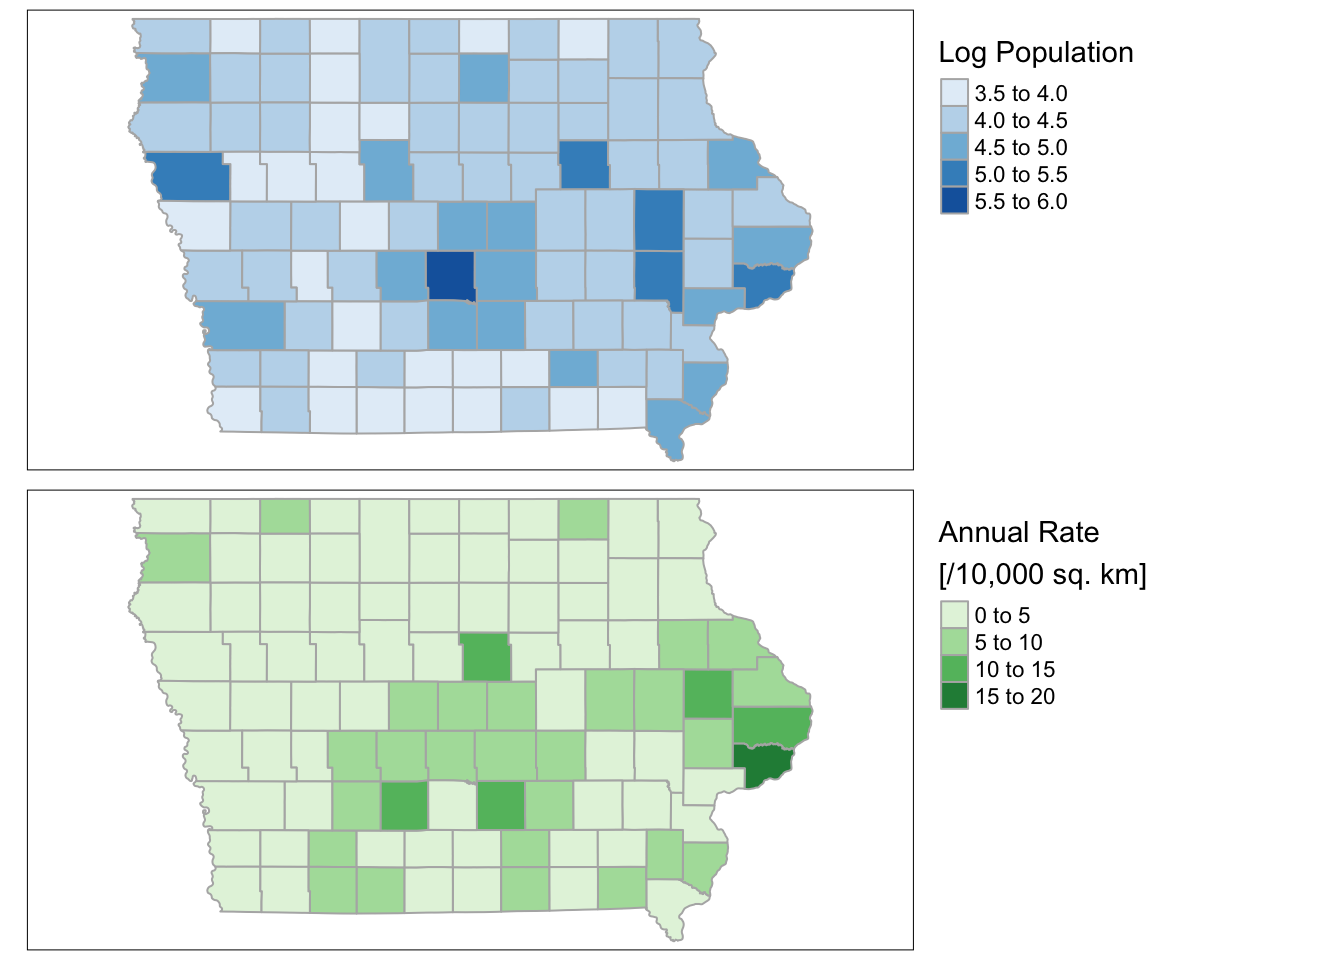 Log Population
3.5 to 4.0
4.0 to 4.5
4.5 to 5.0
5.0 to 5.5
5.5 to 6.0
Annual Rate
[/10,000 sq. km]
0 to 5
5 to 10
10 to 15
15 to 20